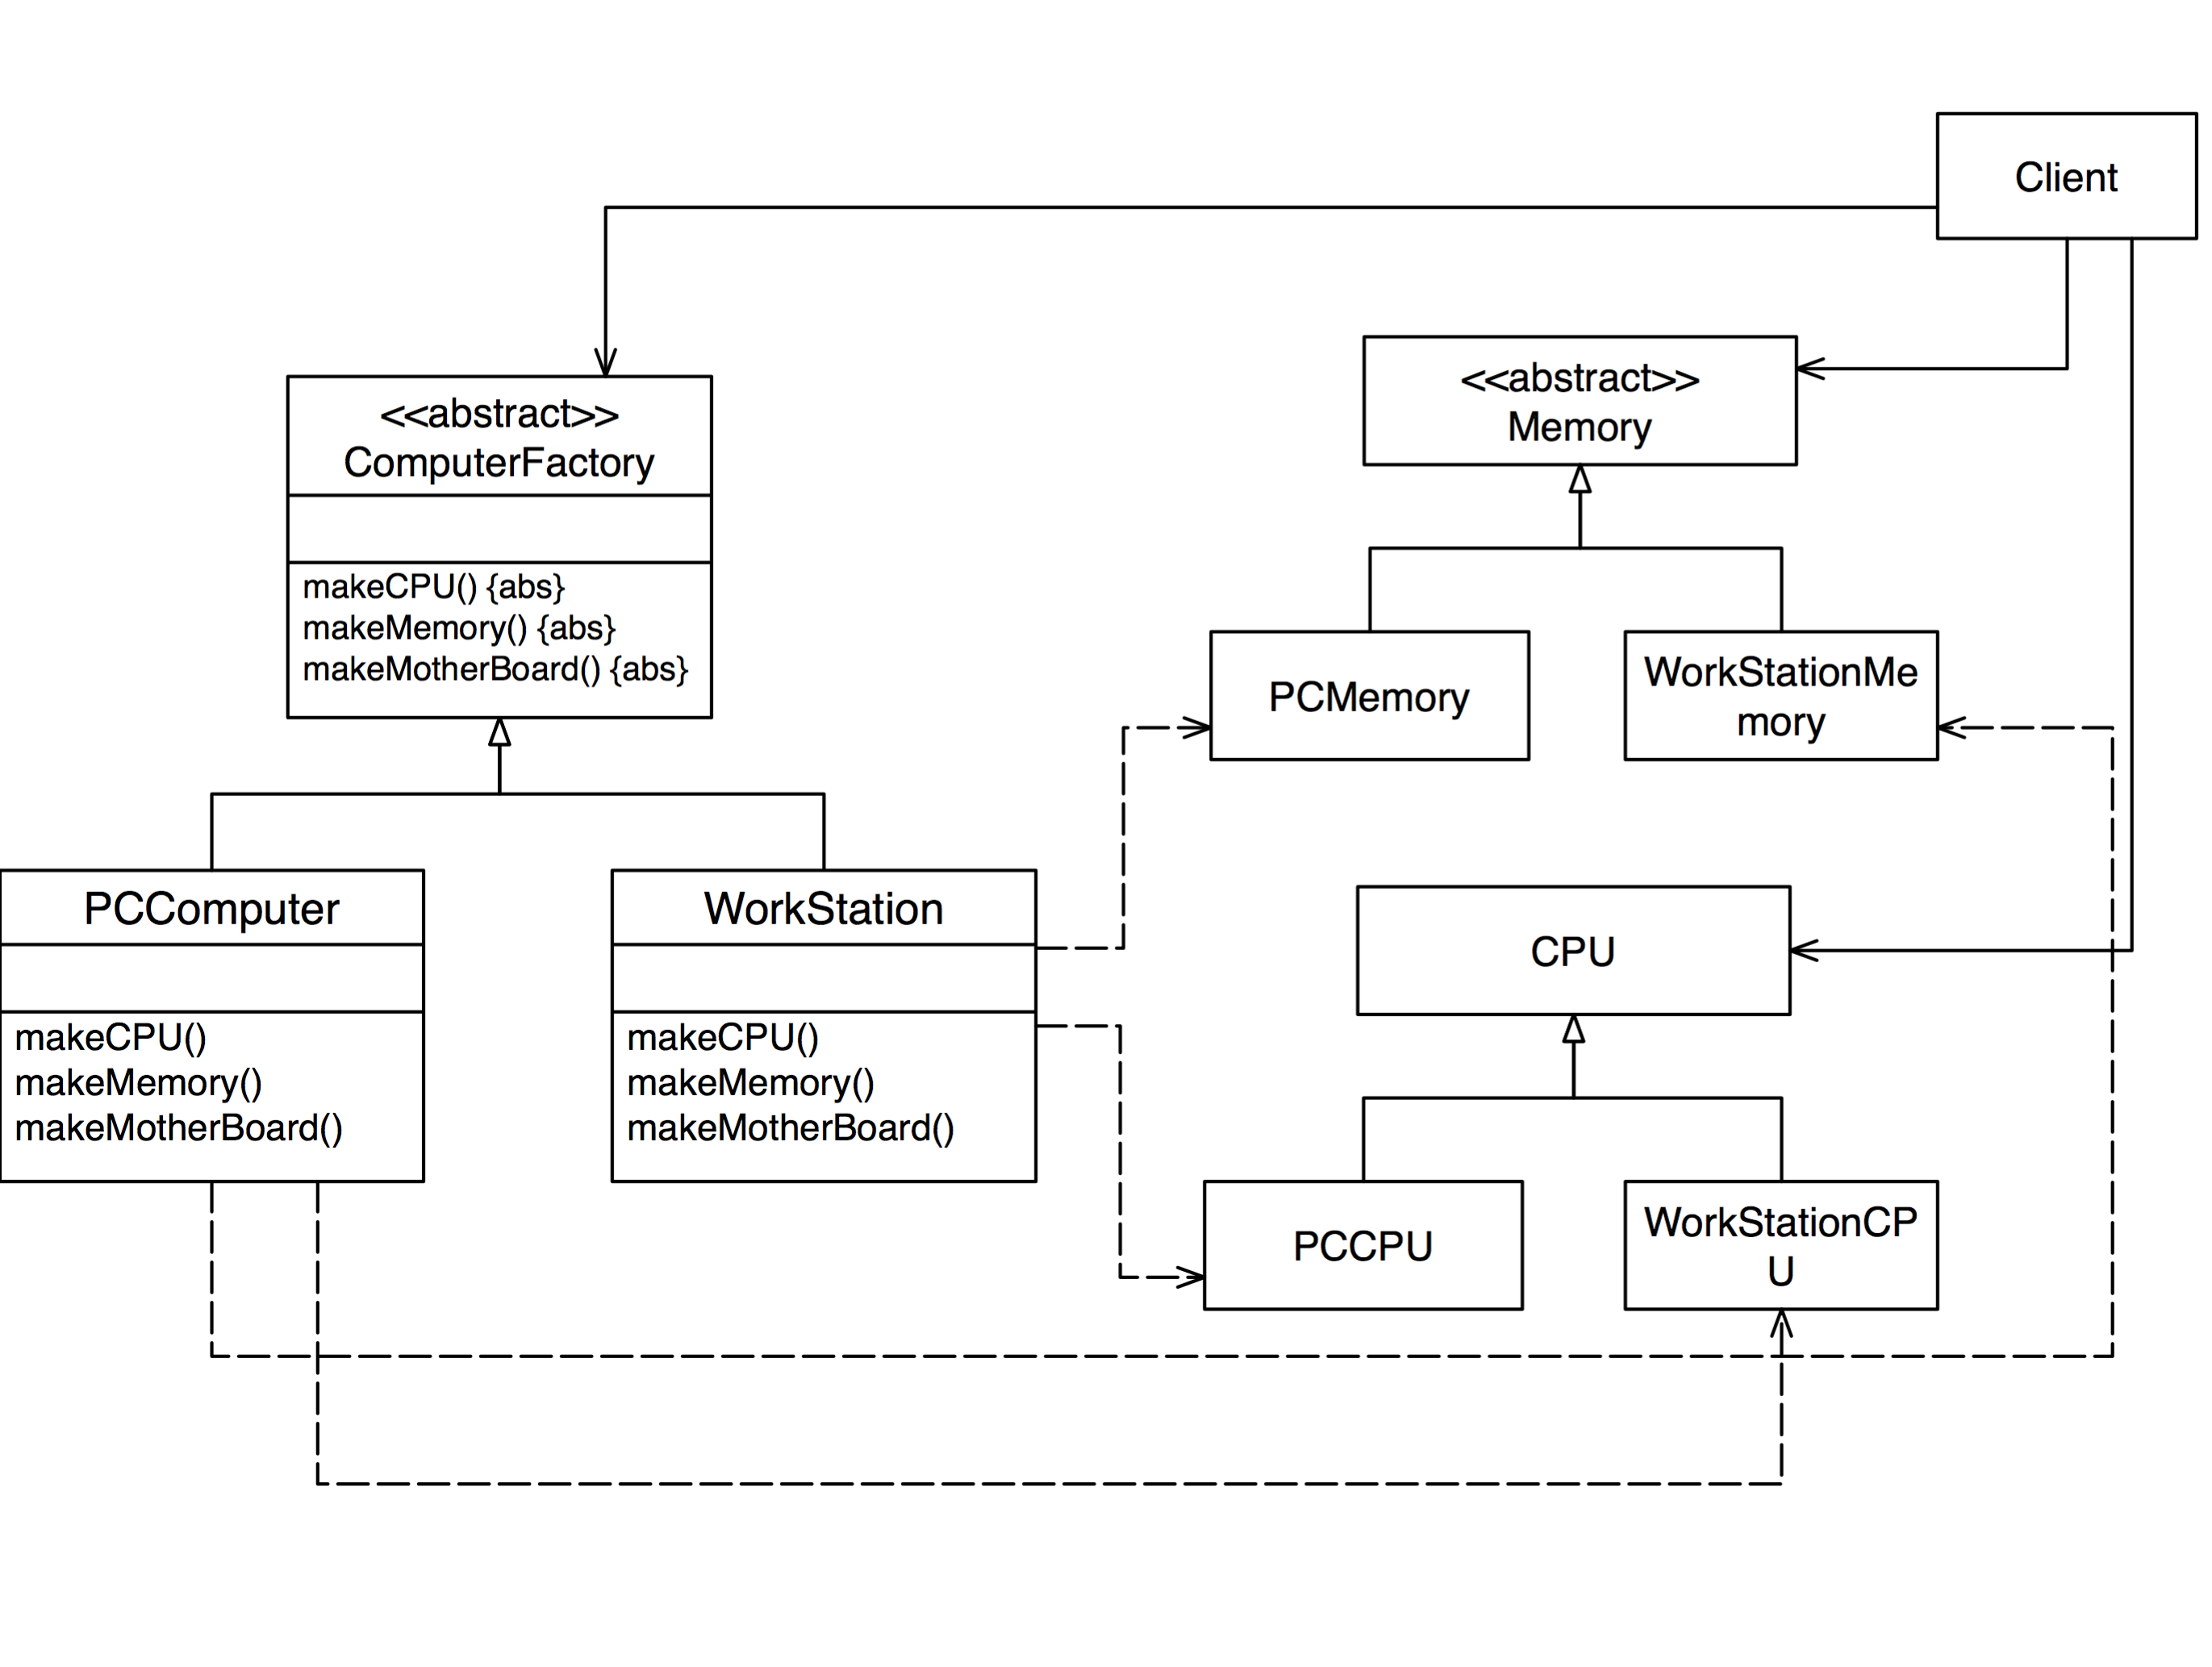 Client
<<abstract>>
Memory
<<abstract>>
ComputerFactory
makeCPU() {abs}
makeMemory() {abs}
makeMotherBoard() {abs}
PCMemory
WorkStationMe
mory
PCComputer
makeCPU()
makeMemory()
makeMotherBoard()
WorkStation
makeCPU()
makeMemory()
makeMotherBoard()
CPU
PCCPU
WorkStationCP
U